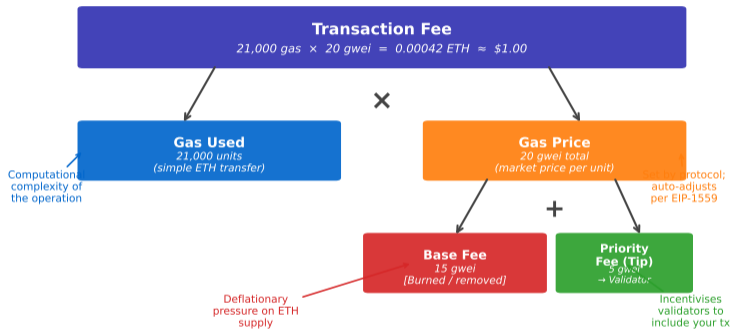 Transaction Fee
21,000 gas × 20 gwei = 0.00042 ETH ≈ $1.00
×
Gas Used
21,000 units
(simple ETH transfer)
Gas Price
20 gwei total
(market price per unit)
Computational
complexity of
the operation
protocol;
auto-adjusts
per EIP-1559
+
Base Fee
15 gwei
[Burned / removed]
Priority
Fee (Tip)
5 gwei
→ Validator
Deflationary
pressure on ETH
supply
Incentivises
validators to
include your tx